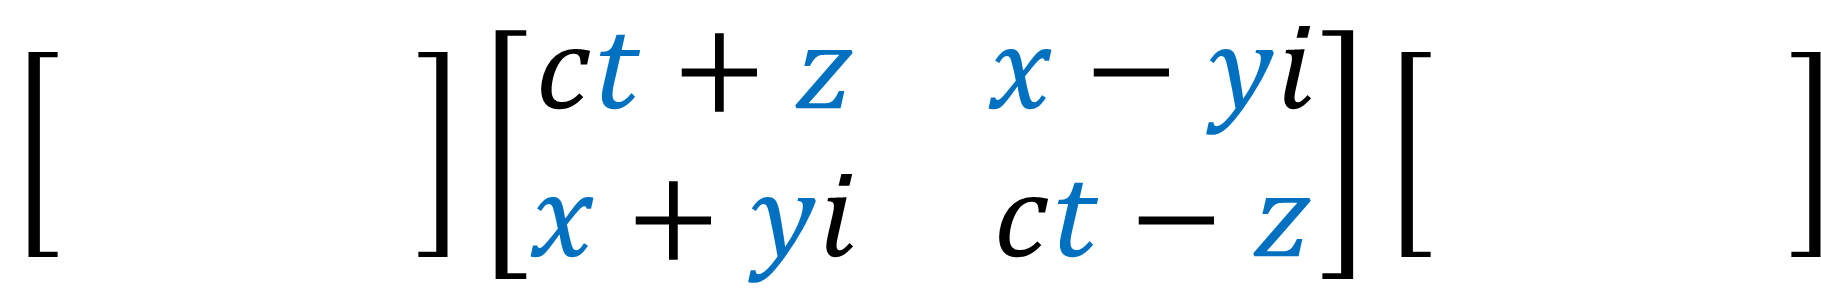 [ ] [ct + z x − yi] [ ]
x + yi ct − z